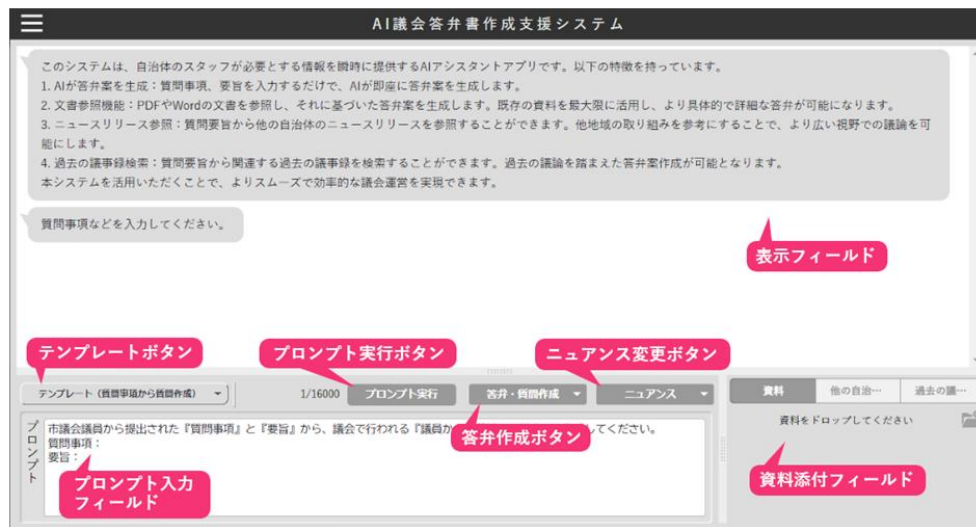 AI議会答弁書作成支援システム
このシステムは、自治体のスタッフが必要とする情報を瞬時に提供するAIアシスタントアプリです。以下の特徴を持っています。
1. AIが答弁案を生成：質問事項、要旨を入力するだけで、AIが即座に答弁案を生成します。
2. 文書参照機能：PDFやWordの文書を参照し、それに基づいた答弁案を生成します。既存の資料を最大限に活用し、より具体的で詳細な答弁が可能になります。
3. ニュースリリース参照：質問要旨から他の自治体のニュースリリースを参照することができます。他地域の取り組みを参考にすることで、より広い視野での議論を可
能にします。
4. 過去の議事録検索：質問要旨から関連する過去の議事録を検索することができます。過去の議論を踏まえた答弁案作成が可能となります。
本システムを活用いただくことで、よりスムーズで効率的な議会運営を実現できます。
質問事項などを入力してください。
表示フィールド
テンプレートボタン
プロンプト実行ボタン
ニュアンス変更ボタン
テンプレート（質問事項から質問作成）
1/16000
プロンプト実行
答弁・質問作成
ニュアンス
資料
他の自治…
過去の議…
資料をドロップしてください
プロンプト
市議会議員から提出された『質問事項』と『要旨』から、議会で行われる『議員か
してください。
質問事項：
要旨：
答弁作成ボタン
プロンプト入力
フィールド
資料添付フィールド